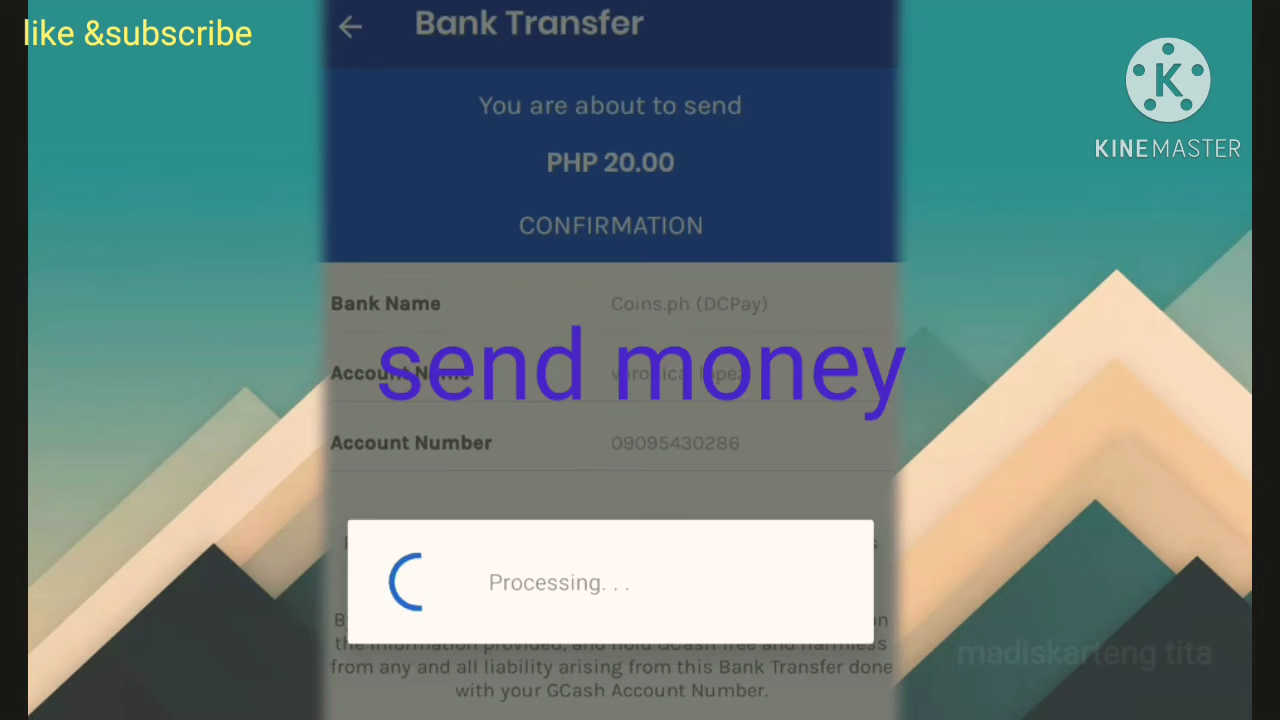 like &subscribe
Bank Transfer
You are about to send
PHP 20.00
CONFIRMATION
K
KINEMASTER
Bank Name Coins.ph (DCPay)
send money
Account Name
Account Number 09095430286
Processing. . .
the information provided, and hold GCash free and harmless
from any and all liability arising from this Bank Transfer done
with your GCash Account Number.
madiskarteng tita